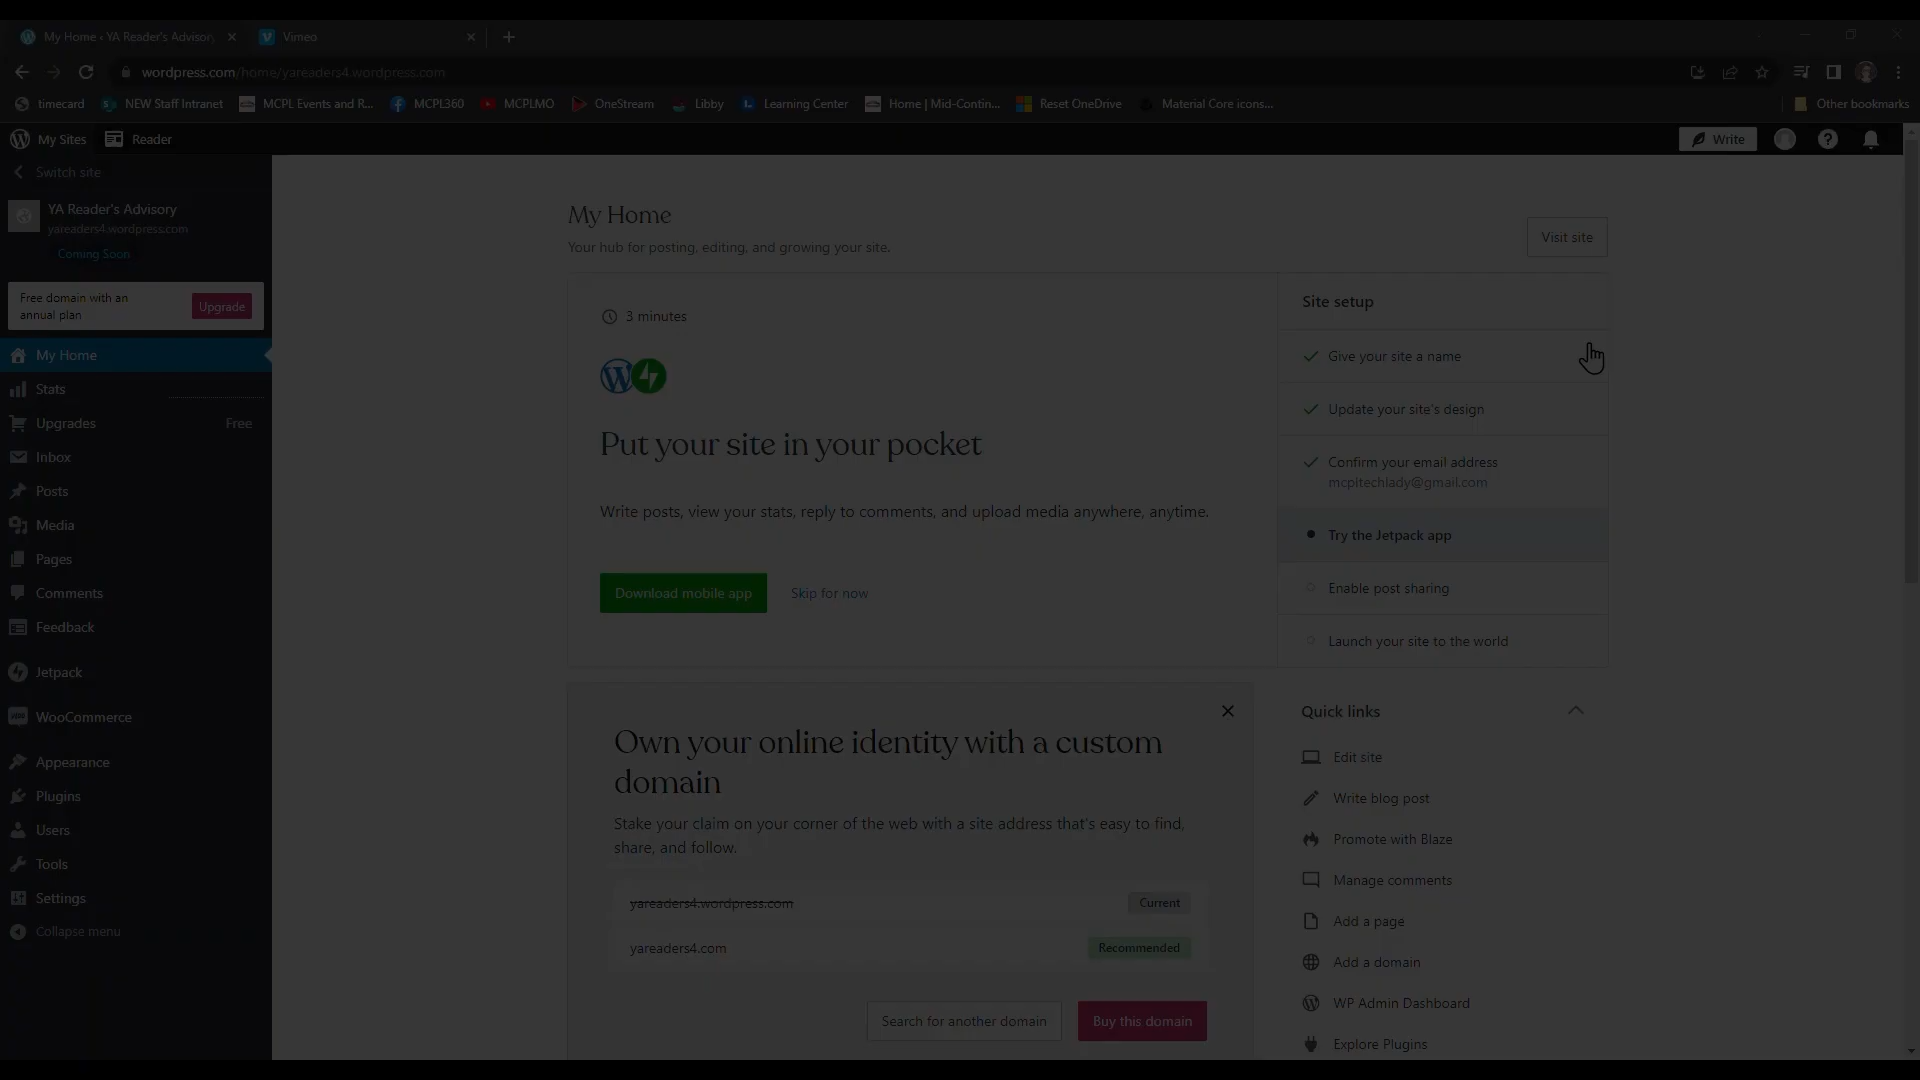 My Home ‹ YA Reader's Advisory
Vimeo
wordpress.com/home/yareaders4.wordpress.com
timecard
NEW Staff Intranet
MCPL Events and R...
MCPL360
MCPLMO
OneStream
Libby
Learning Center
Home | Mid-Contin...
Reset OneDrive
Material Core icons...
Other bookmarks
My Sites
Reader
Write
Switch site
YA Reader's Advisory
yareaders4.wordpress.com
Coming Soon
Free domain with an
annual plan
Upgrade
My Home
Stats
Upgrades
Free
Inbox
Posts
Media
Pages
Comments
Feedback
Jetpack
WooCommerce
Appearance
Plugins
Users
Tools
Settings
Collapse menu
My Home
Your hub for posting, editing, and growing your site.
Visit site
3 minutes
Put your site in your pocket
Write posts, view your stats, reply to comments, and upload media anywhere, anytime.
Download mobile app
Skip for now
Site setup
Give your site a name
Update your site's design
Confirm your email address
mcpltechlady@gmail.com
Try the Jetpack app
Enable post sharing
Launch your site to the world
Own your online identity with a custom
domain
Stake your claim on your corner of the web with a site address that's easy to find,
share, and follow.
yareaders4.wordpress.com
Current
yareaders4.com
Recommended
Search for another domain
Buy this domain
Quick links
Edit site
Write blog post
Promote with Blaze
Manage comments
Add a page
Add a domain
WP Admin Dashboard
Explore Plugins